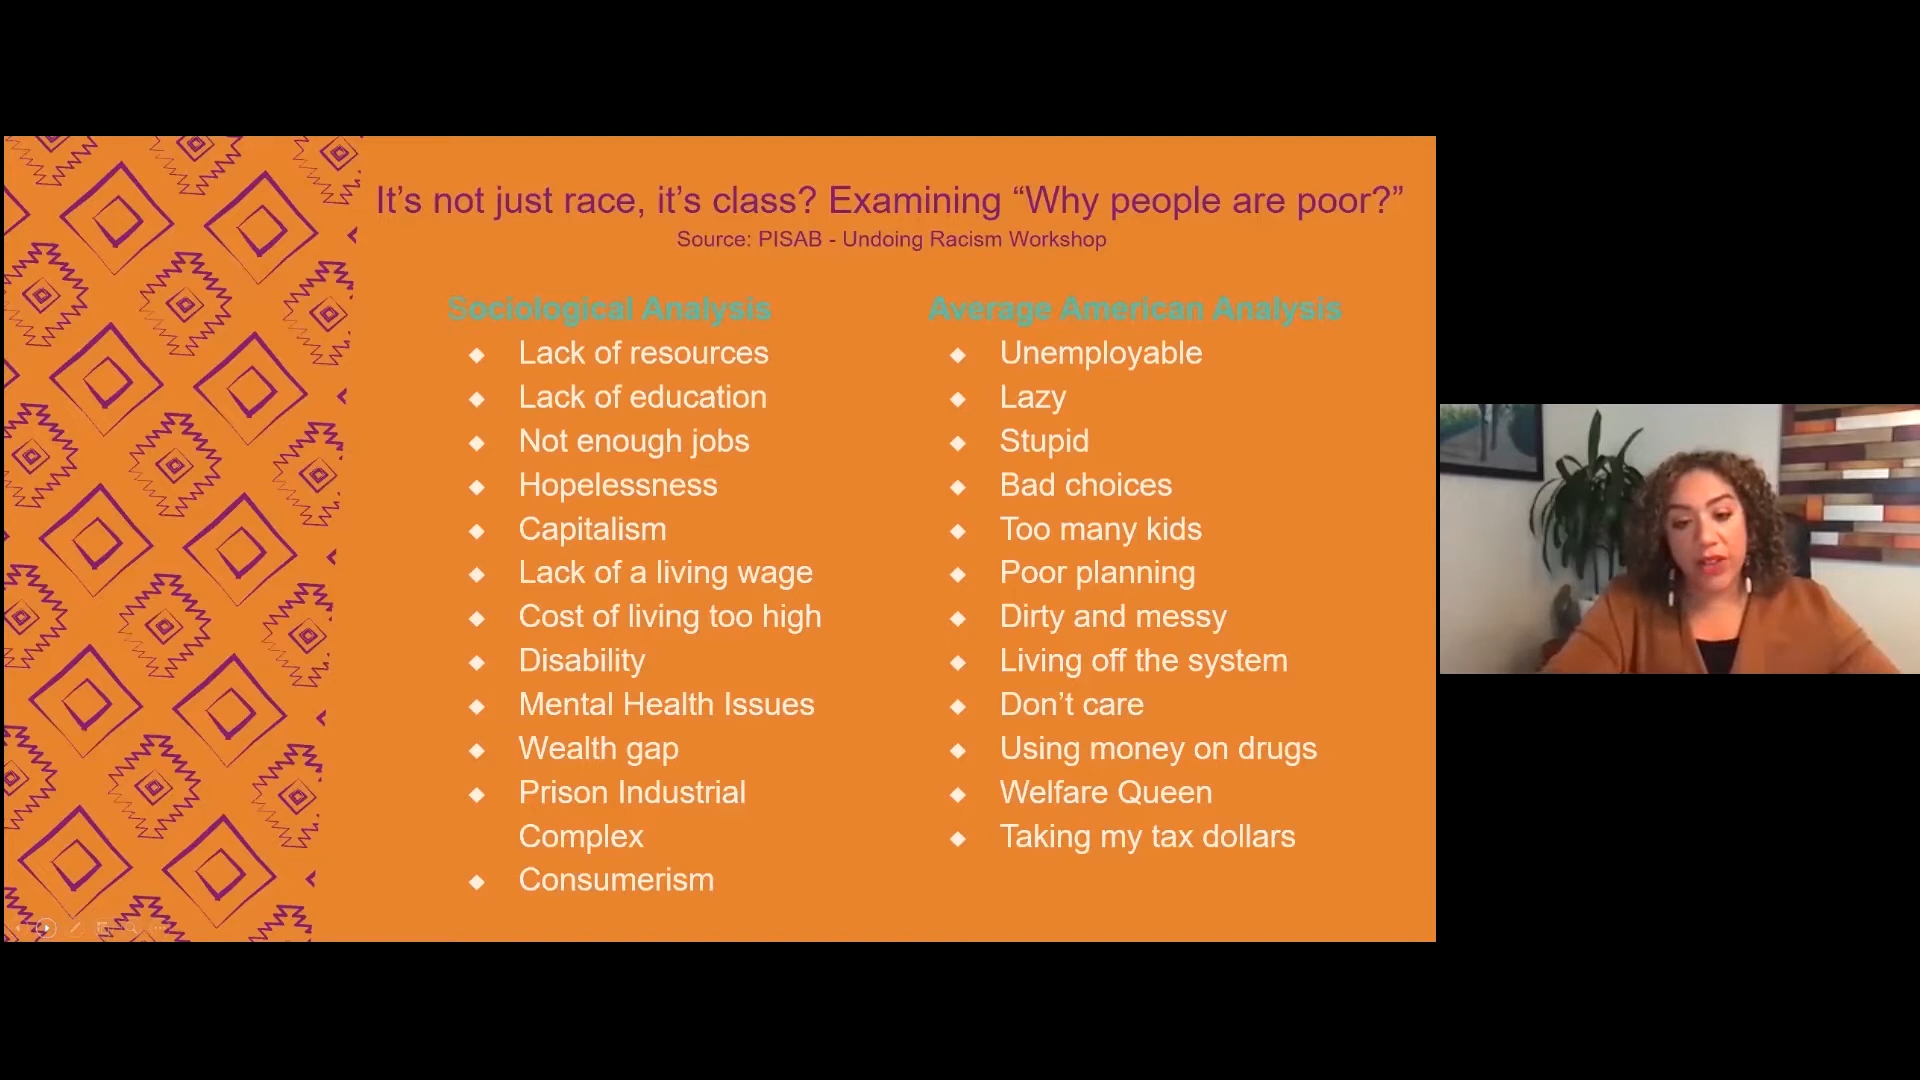 It’s not just race, it’s class? Examining “Why people are poor?”
Source: PISAB - Undoing Racism Workshop
Sociological Analysis
Lack of resources
Lack of education
Not enough jobs
Hopelessness
Capitalism
Lack of a living wage
Cost of living too high
Disability
Mental Health Issues
Wealth gap
Prison Industrial
Complex
Consumerism
Average American Analysis
Unemployable
Lazy
Stupid
Bad choices
Too many kids
Poor planning
Dirty and messy
Living off the system
Don’t care
Using money on drugs
Welfare Queen
Taking my tax dollars